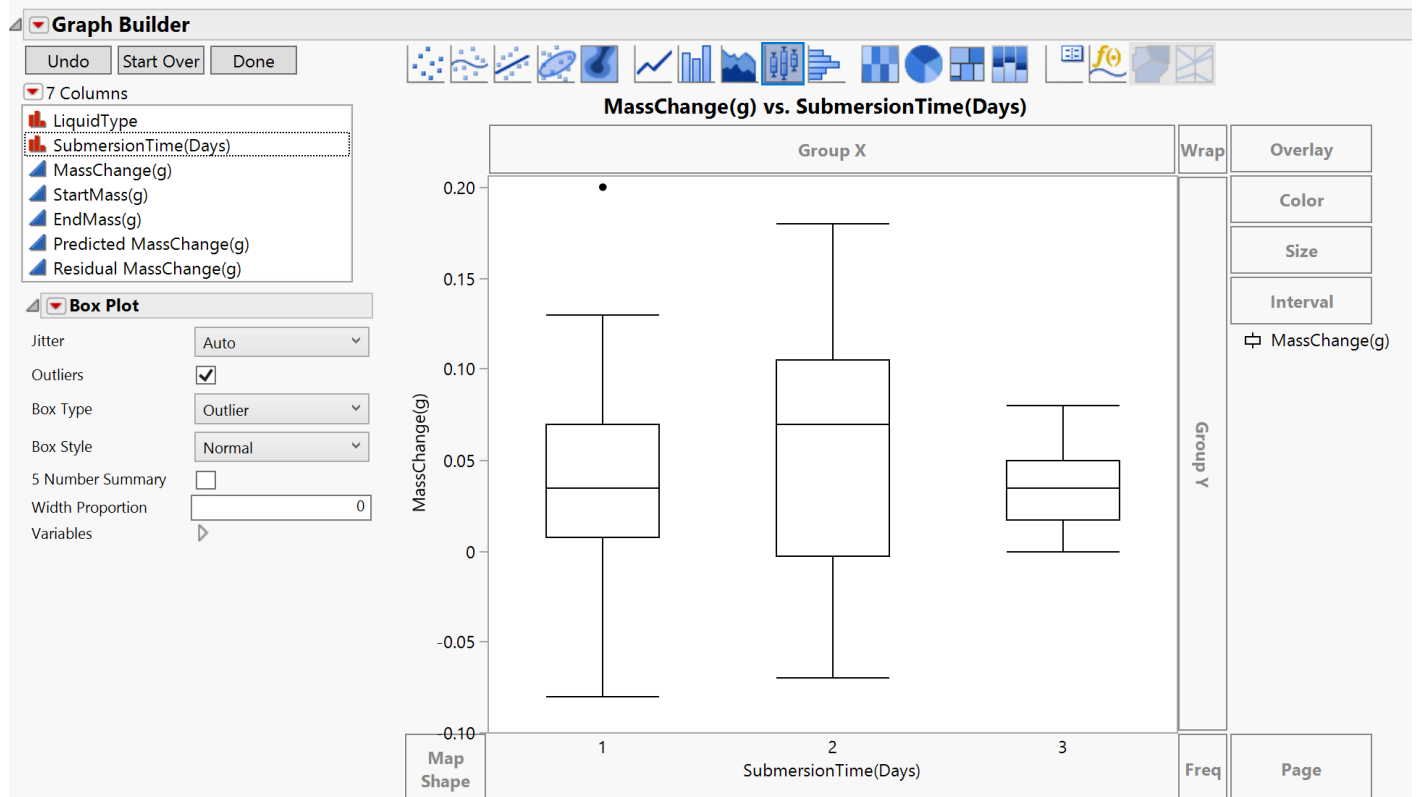 Graph Builder
Undo Start Over Done
7 Columns
LiquidType
SubmersionTime(Days)
MassChange(g)
StartMass(g)
EndMass(g)
Predicted MassChange(g)
Residual MassChange(g)
Box Plot
Jitter Auto
Outliers
Box Type Outlier
Box Style Normal
5 Number Summary
Width Proportion 0
Variables
f(x)
MassChange(g) vs. SubmersionTime(Days)
Group X
Wrap
Overlay
Color
Size
Interval
MassChange(g)
Group Y
MassChange(g)
0.20
0.15
0.10
0.05
0
-0.05
-0.10
1 2 3
SubmersionTime(Days)
Map
Shape
Freq
Page